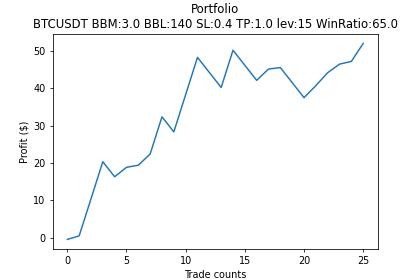 Portfolio
BTCUSDT BBM:3.0 BBL:140 SL:0.4 TP:1.0 lev:15 WinRatio:65.0
50
40
30
20
10
0
Profit ($)
0 5 10 15 20 25
Trade counts